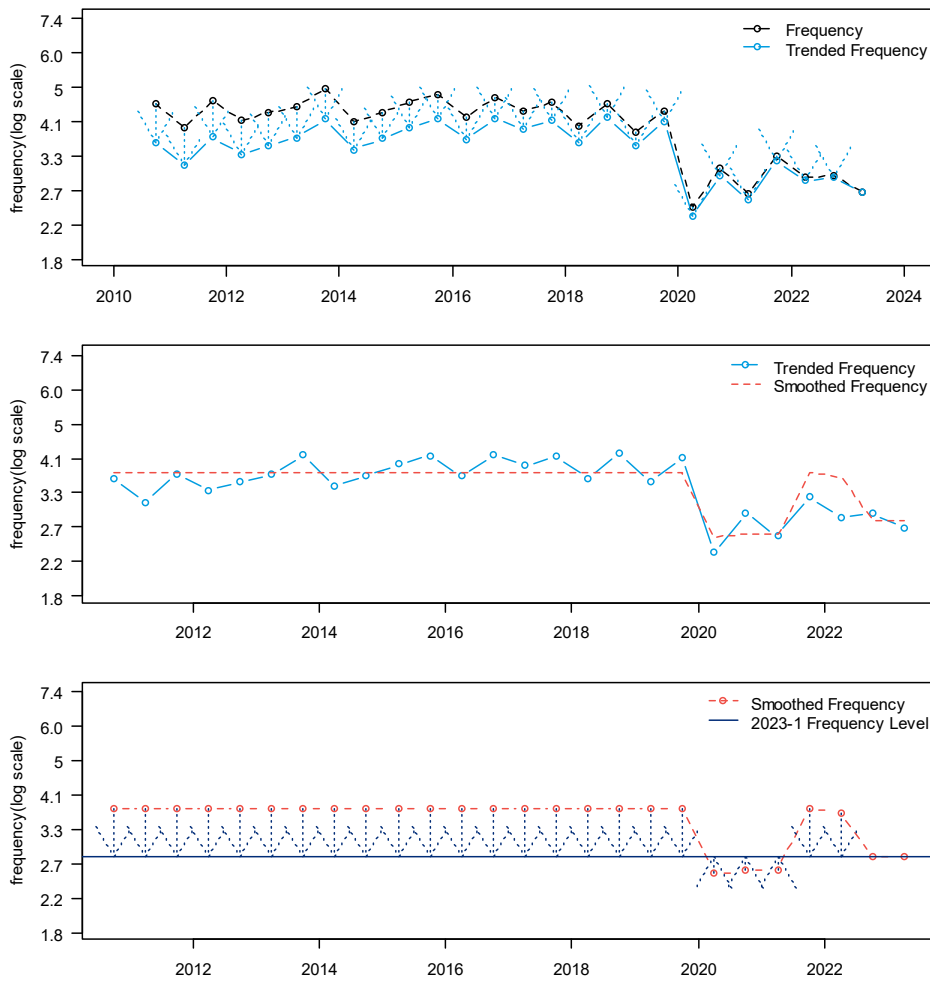 7.4
6.0
5
4.1
3.3
2.7
2.2
1.8
frequency(log scale)
Frequency
Trended Frequency
2010 2012 2014 2016 2018 2020 2022 2024
7.4
6.0
5
4.1
3.3
2.7
2.2
1.8
frequency(log scale)
Trended Frequency
Smoothed Frequency
2012 2014 2016 2018 2020 2022
7.4
6.0
5
4.1
3.3
2.7
2.2
1.8
frequency(log scale)
Smoothed Frequency
2023-1 Frequency Level
2012 2014 2016 2018 2020 2022